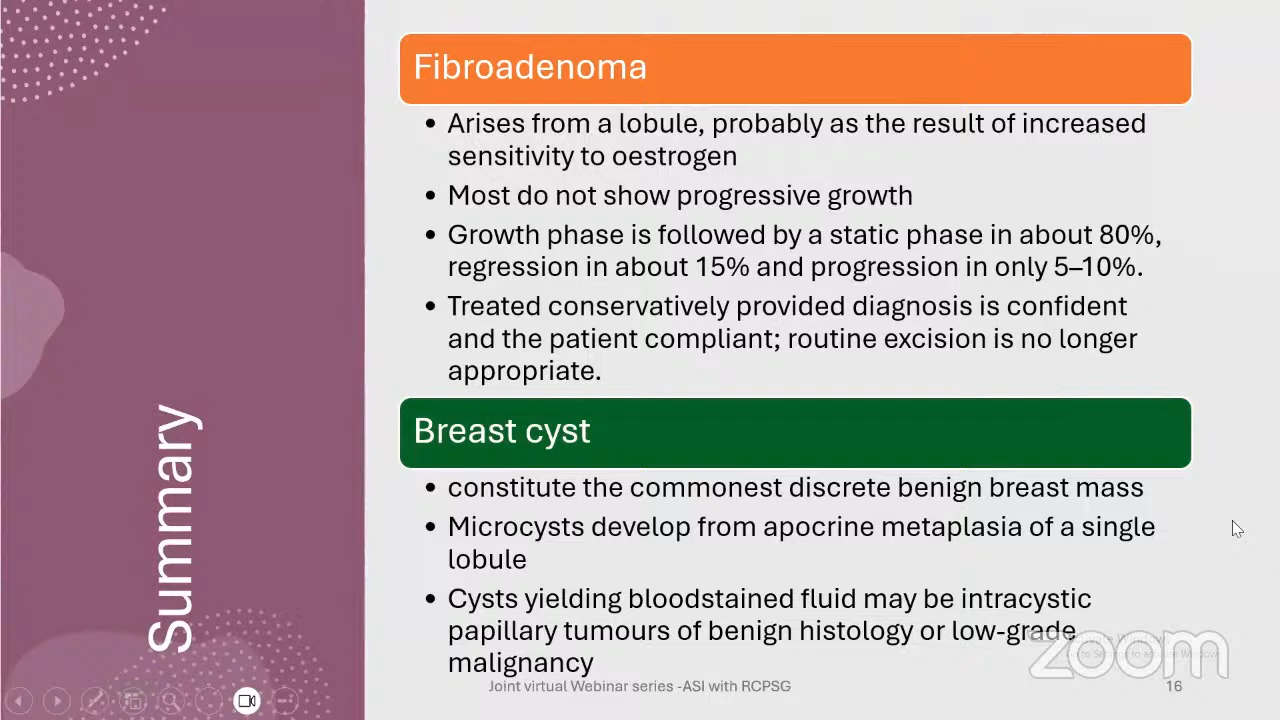 Summary
Fibroadenoma
• Arises from a lobule, probably as the result of increased
sensitivity to oestrogen
• Most do not show progressive growth
• Growth phase is followed by a static phase in about 80%,
regression in about 15% and progression in only 5–10%.
• Treated conservatively provided diagnosis is confident
and the patient compliant; routine excision is no longer
appropriate.
Breast cyst
• constitute the commonest discrete benign breast mass
• Microcysts develop from apocrine metaplasia of a single
lobule
• Cysts yielding bloodstained fluid may be intracystic
papillary tumours of benign histology or low-grade
malignancy
zoom
Joint virtual Webinar series -ASI with RCPSG
16